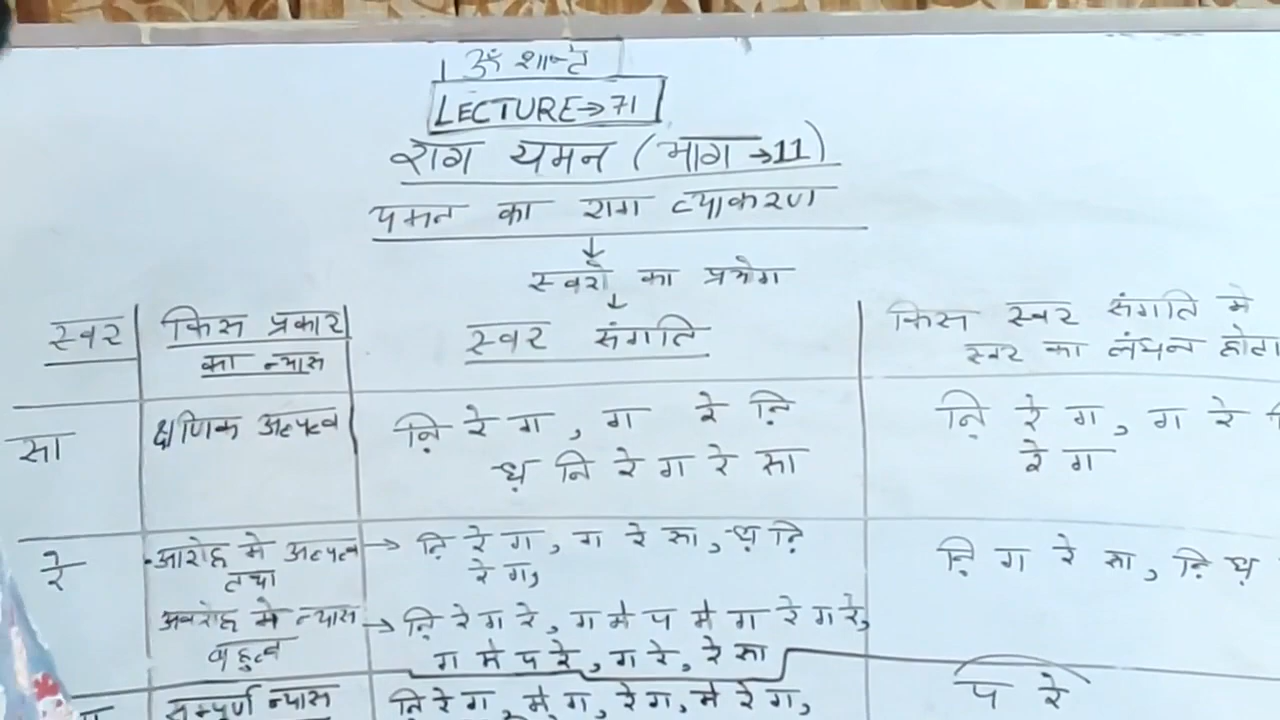 ॐ शान्ति
LECTURE→71
राग यमन (भाग→11)
यमन का राग व्याकरण
↓
स्वरो का प्रयोग
↓
स्वर
किस प्रकार
का न्यास
स्वर संगति
किस स्वर संगति मे
स्वर का लंघन होता
सा
क्षणिक अल्पत्व
ऩि रे ग , ग रे ऩि
ध़ नि रे ग रे सा
ऩि रे ग , ग रे
रे ग
रे
• आरोह मे अल्पत्व →
तथा
अवरोह मे न्यास →
बहुत्व
ऩि रे ग , ग रे सा , ध़ ऩि
रे ग,
ऩि रे ग रे , ग मे प मे ग रे ग रे,
ग मे प रे , ग रे , रे सा
ऩि ग रे सा , ऩि ध़
सम्पूर्ण न्यास
ऩि रे ग , मे ग , रे ग , मे रे ग ,
प रे